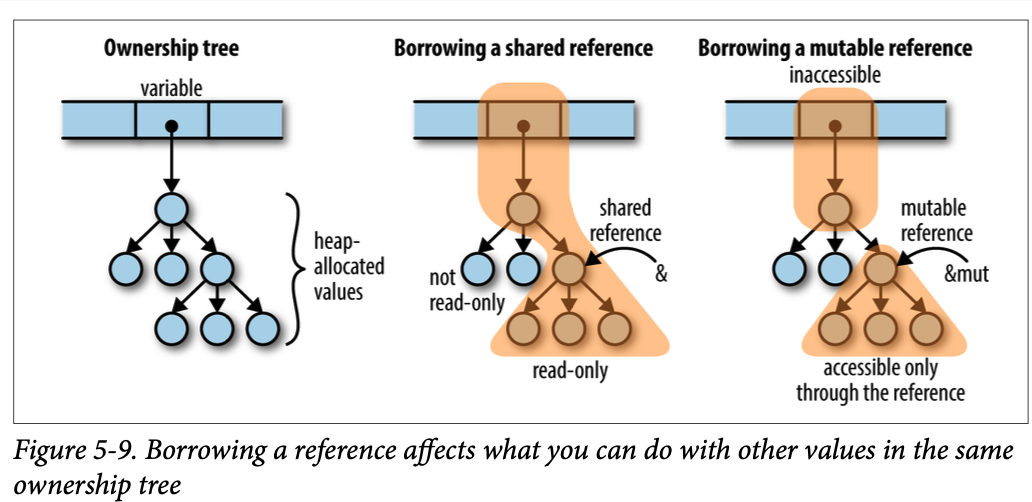 Ownership tree
variable
heap-
allocated
values
Borrowing a shared reference
shared
reference
&
not
read-only
read-only
Borrowing a mutable reference
inaccessible
mutable
reference
&mut
accessible only
through the reference
Figure 5-9. Borrowing a reference affects what you can do with other values in the same
ownership tree